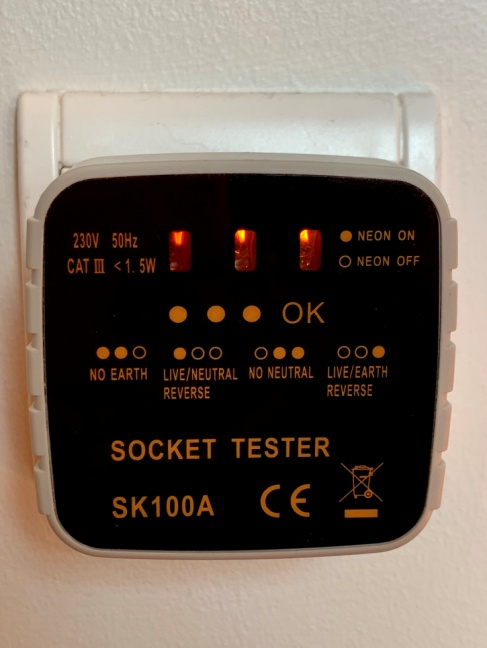 230V 50Hz
CAT III <1.5W
NEON ON
NEON OFF
OK
NO EARTH
LIVE/NEUTRAL
REVERSE
NO NEUTRAL
LIVE/EARTH
REVERSE
SOCKET TESTER
SK100A
CE